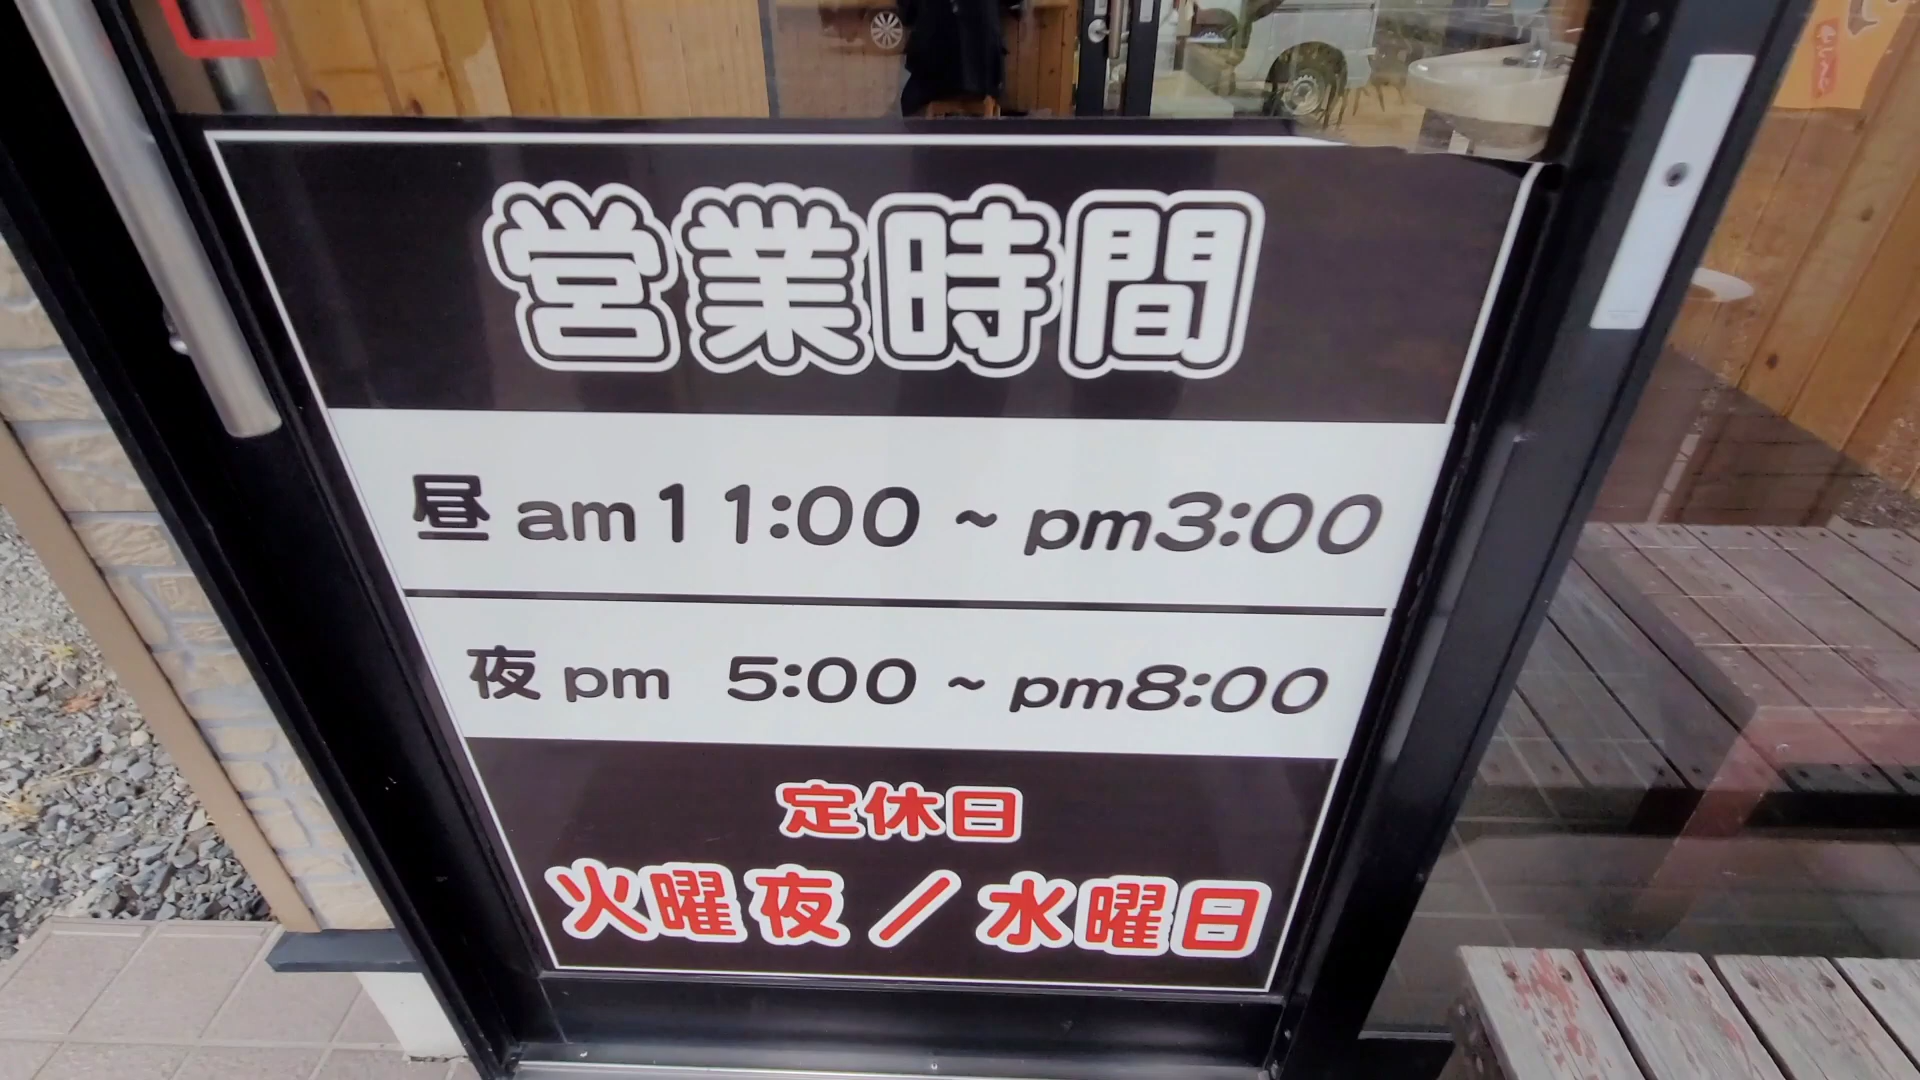 営業時間
昼 am11:00 ~ pm3:00
夜 pm 5:00 ~ pm8:00
定休日
火曜夜/水曜日